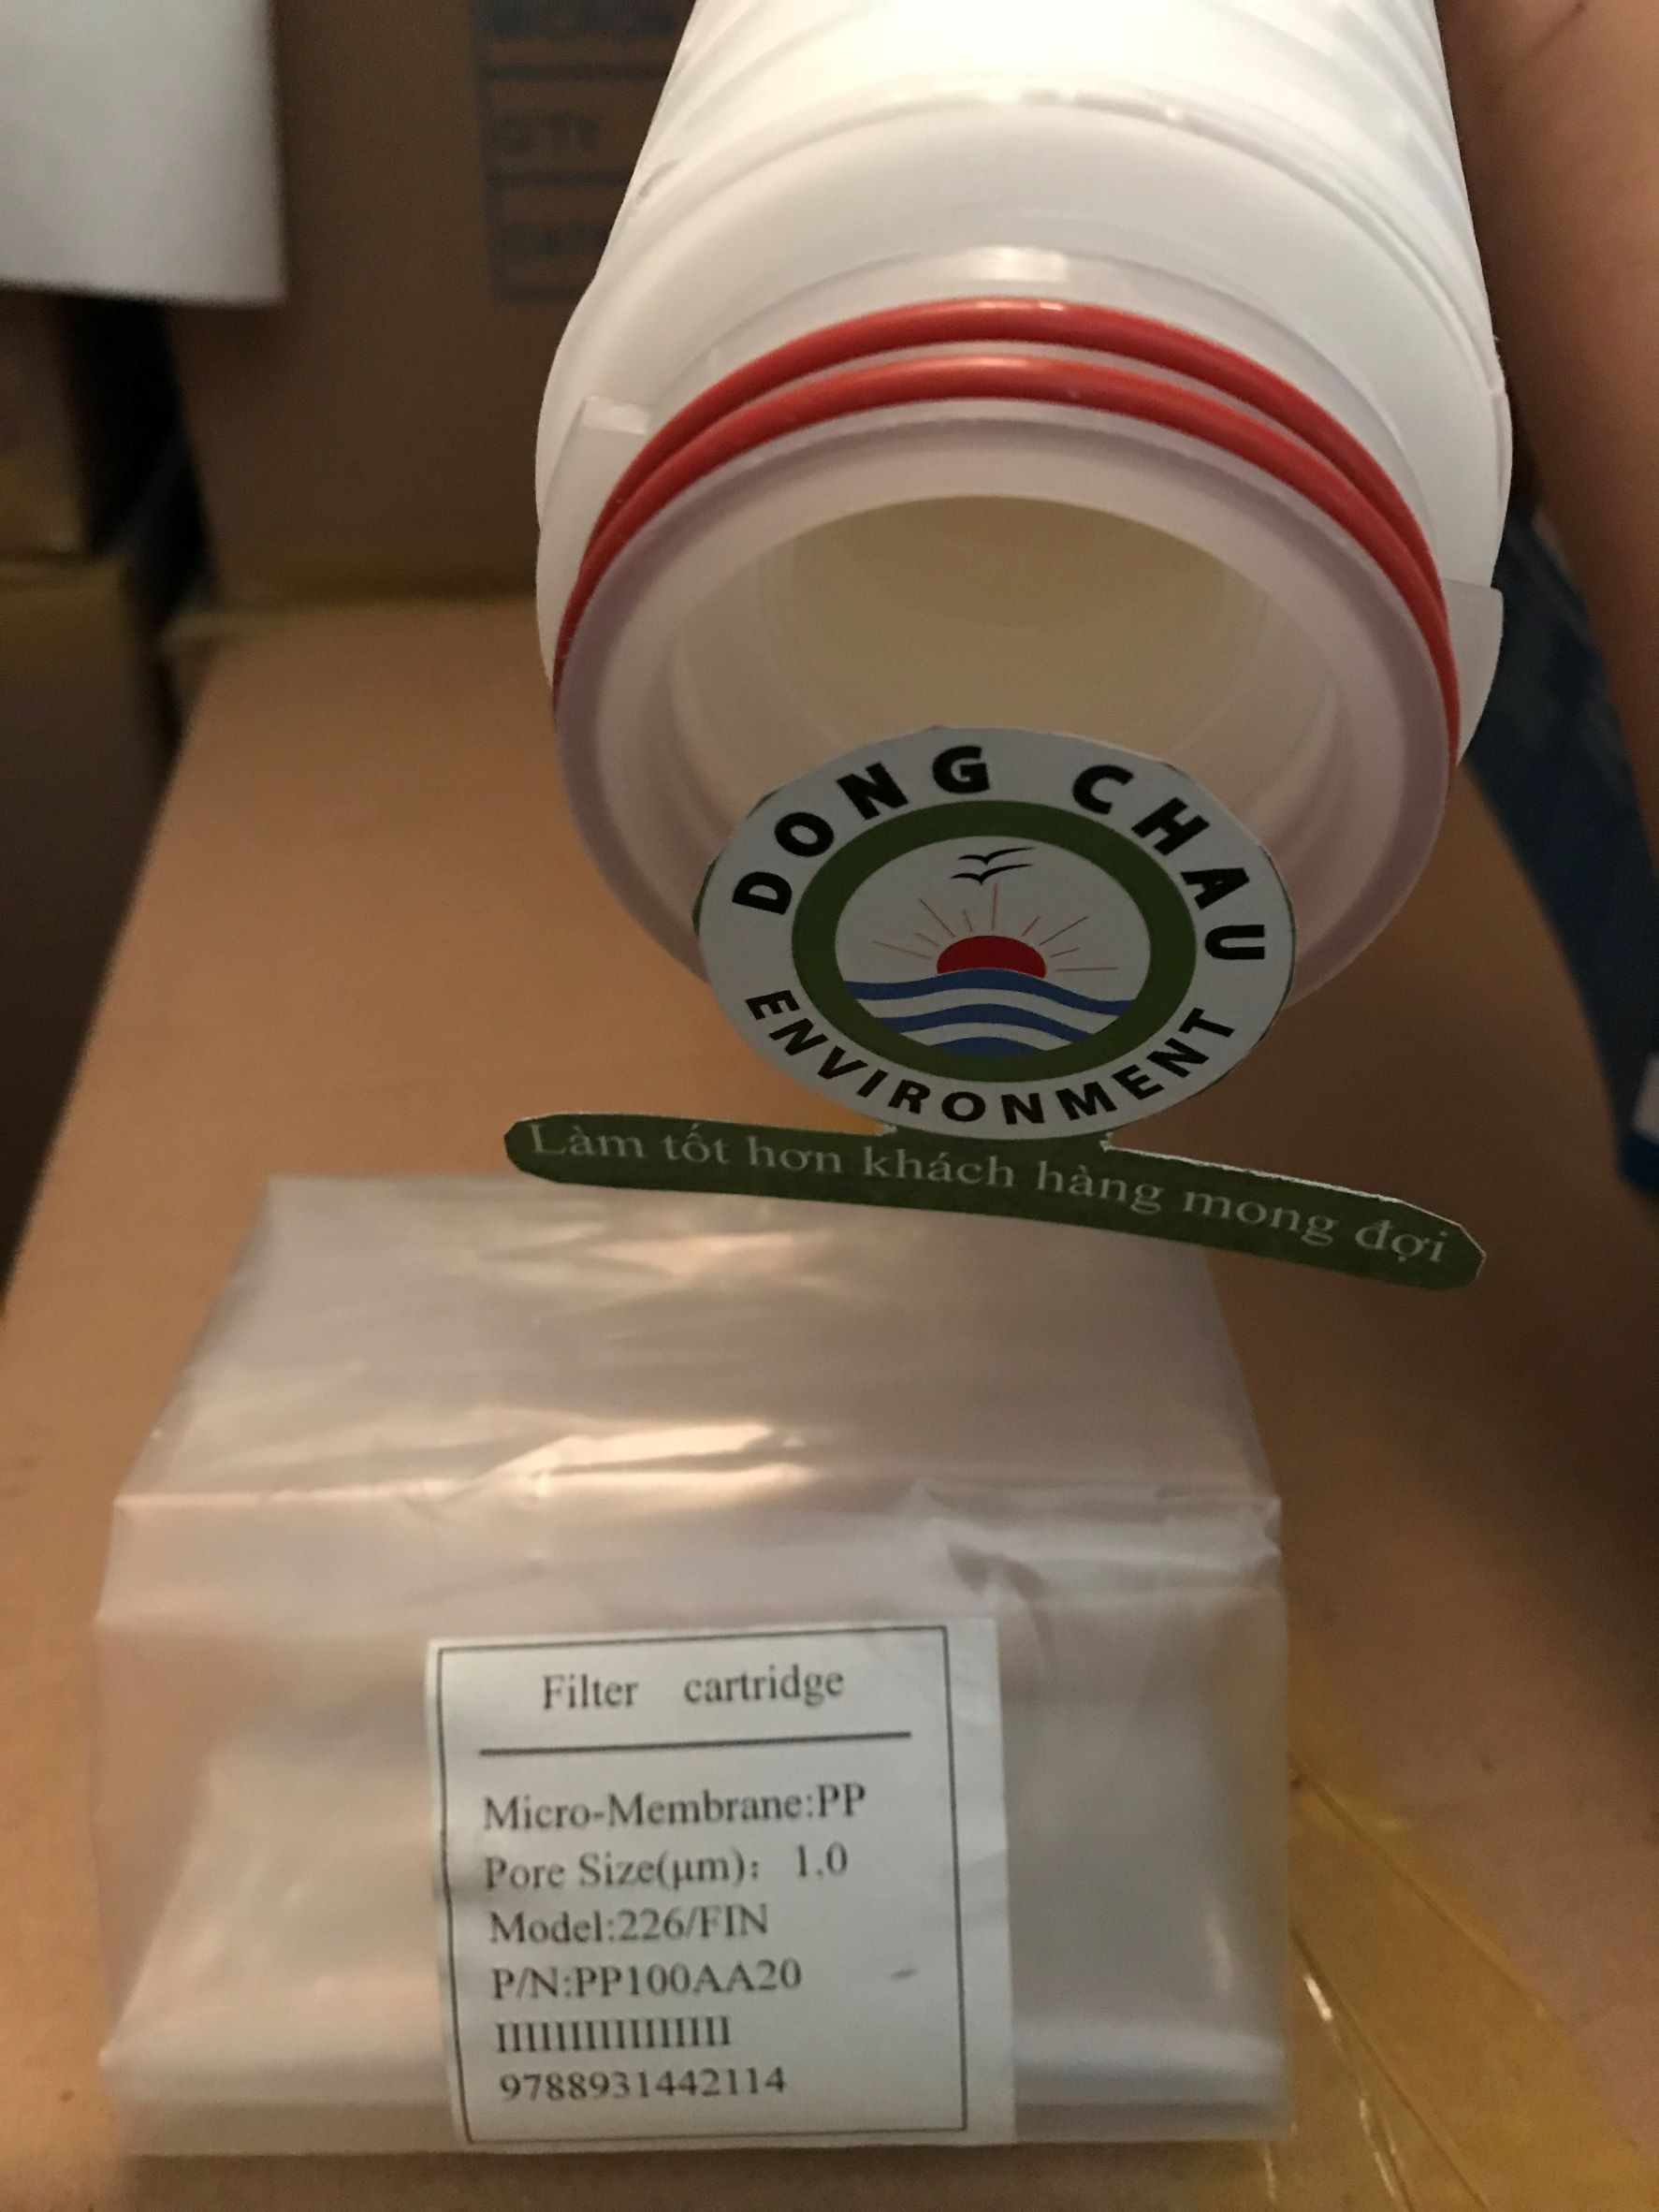 Q'TY
DONG CHAU
ENVIRONMENT
Làm tốt hơn khách hàng mong đợi
Filter cartridge
Micro-Membrane:PP
Pore Size(μm): 1.0
Model:226/FIN
P/N:PP100AA20
9788931442114